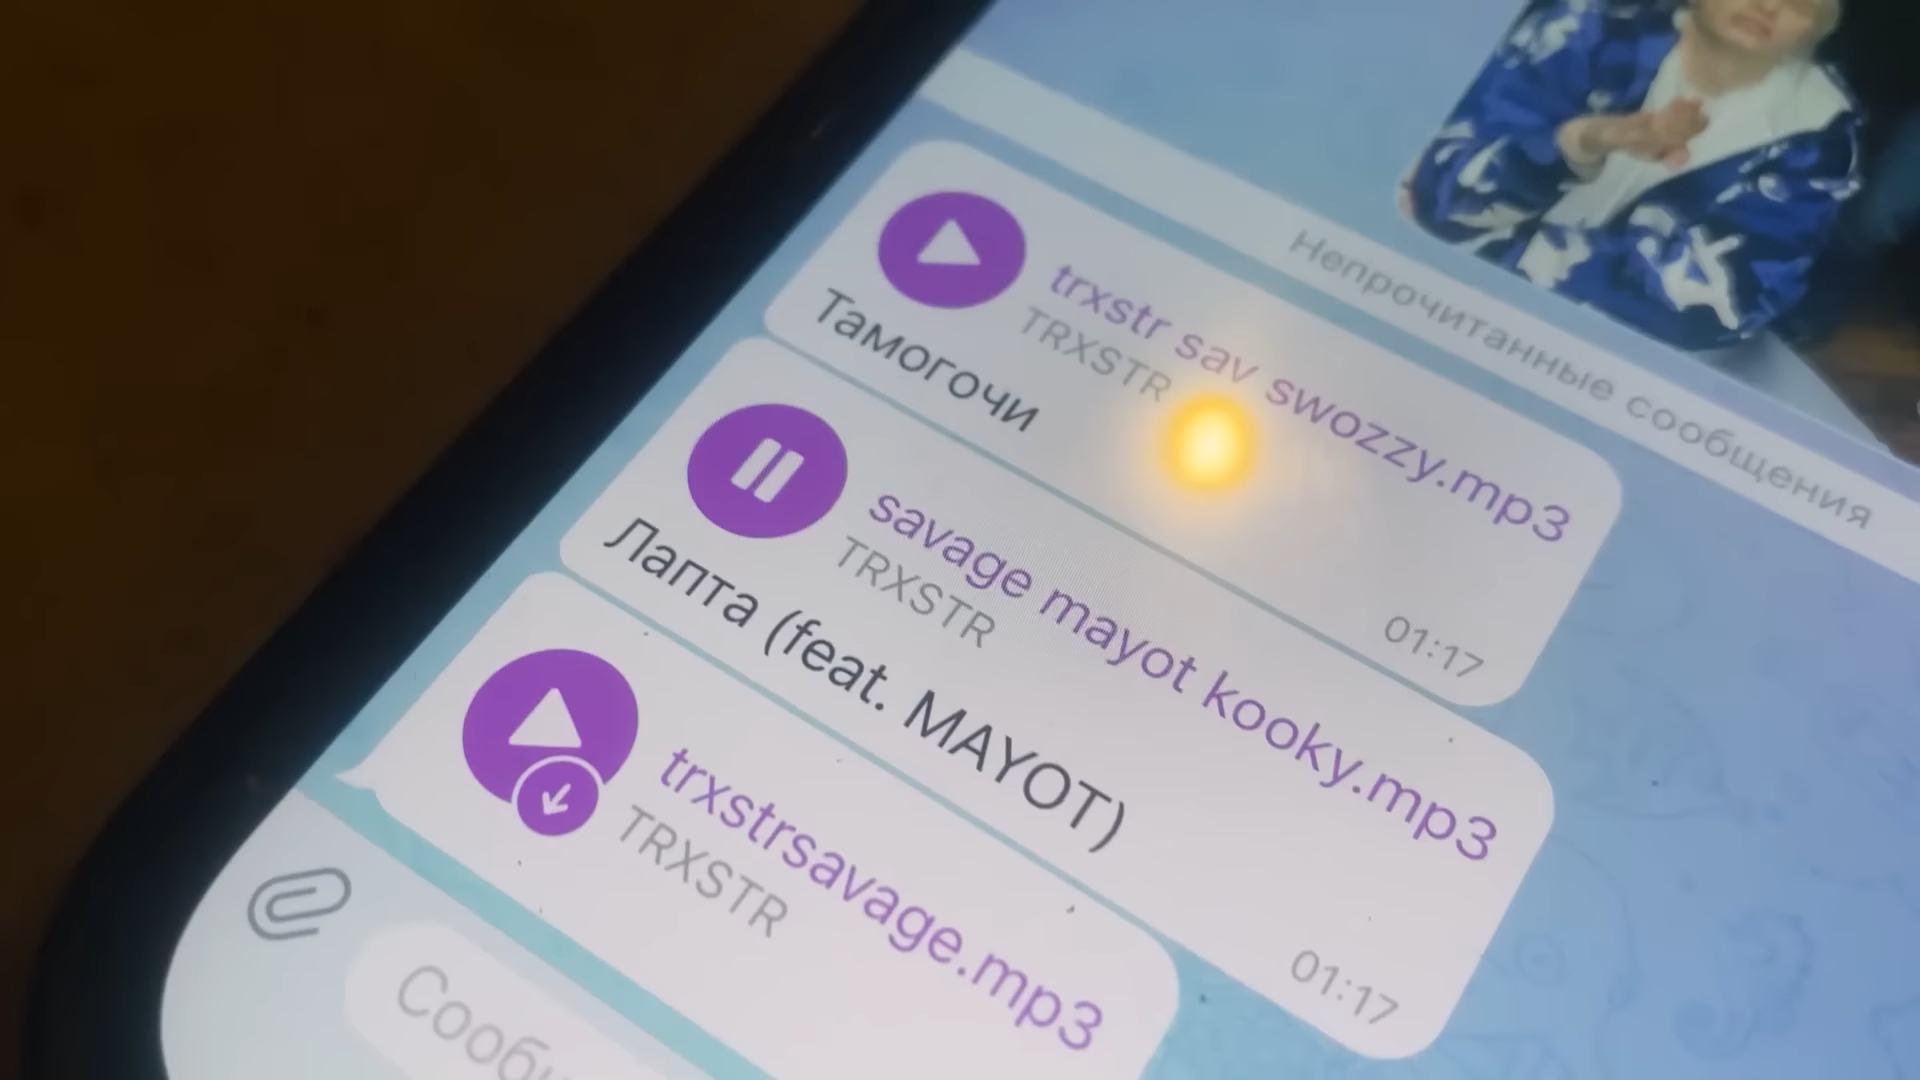 Непрочитанные сообщения
trxstr sav swozzy.mp3
TRXSTR
Тамогочи
01:17
savage mayot kooky.mp3
TRXSTR
Лапта (feat. MAYOT)
01:17
trxstrsavage.mp3
TRXSTR